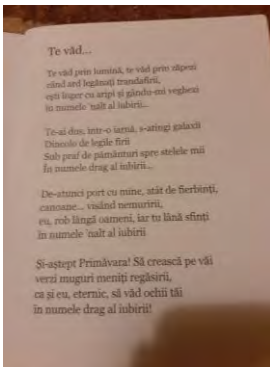 Te văd...
Te văd prin lumină, te văd prin zăpezi
când ard legănați trandafirii,
ești înger cu aripi și gându-mi veghezi
în numele 'nalt al iubirii...
Te-ai dus, într-o iarnă, s-atingi galaxii
Dincolo de legile firii
Sub praf de pământuri spre stelele mii
În numele drag al iubirii...
De-atunci port cu mine, atât de fierbinți,
canoane... visând nemuririi,
eu, rob lângă oameni, iar tu lână sfinți
în numele 'nalt al iubirii
Și-aștept Primăvara! Să crească pe văi
verzi muguri meniți regăsirii,
ca și eu, eternic, să văd ochii tăi
în numele drag al iubirii!